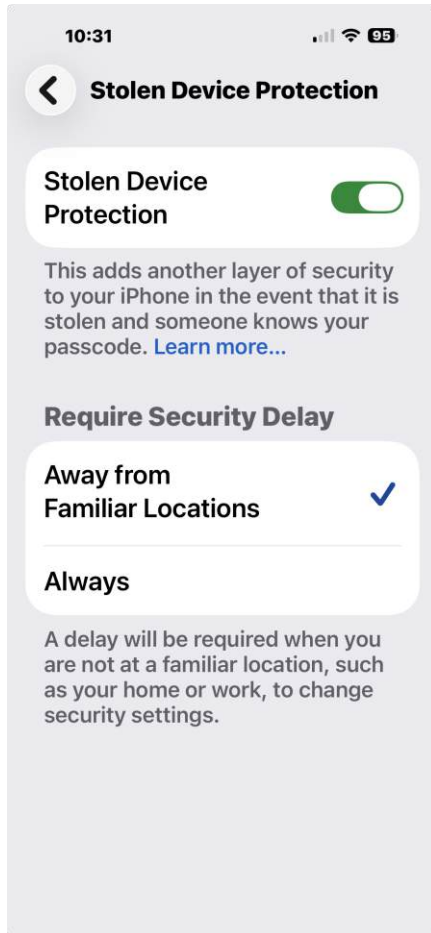 10:31
95
Stolen Device Protection
Stolen Device
Protection
This adds another layer of security
to your iPhone in the event that it is
stolen and someone knows your
passcode. Learn more...
Require Security Delay
Away from
Familiar Locations
Always
A delay will be required when you
are not at a familiar location, such
as your home or work, to change
security settings.